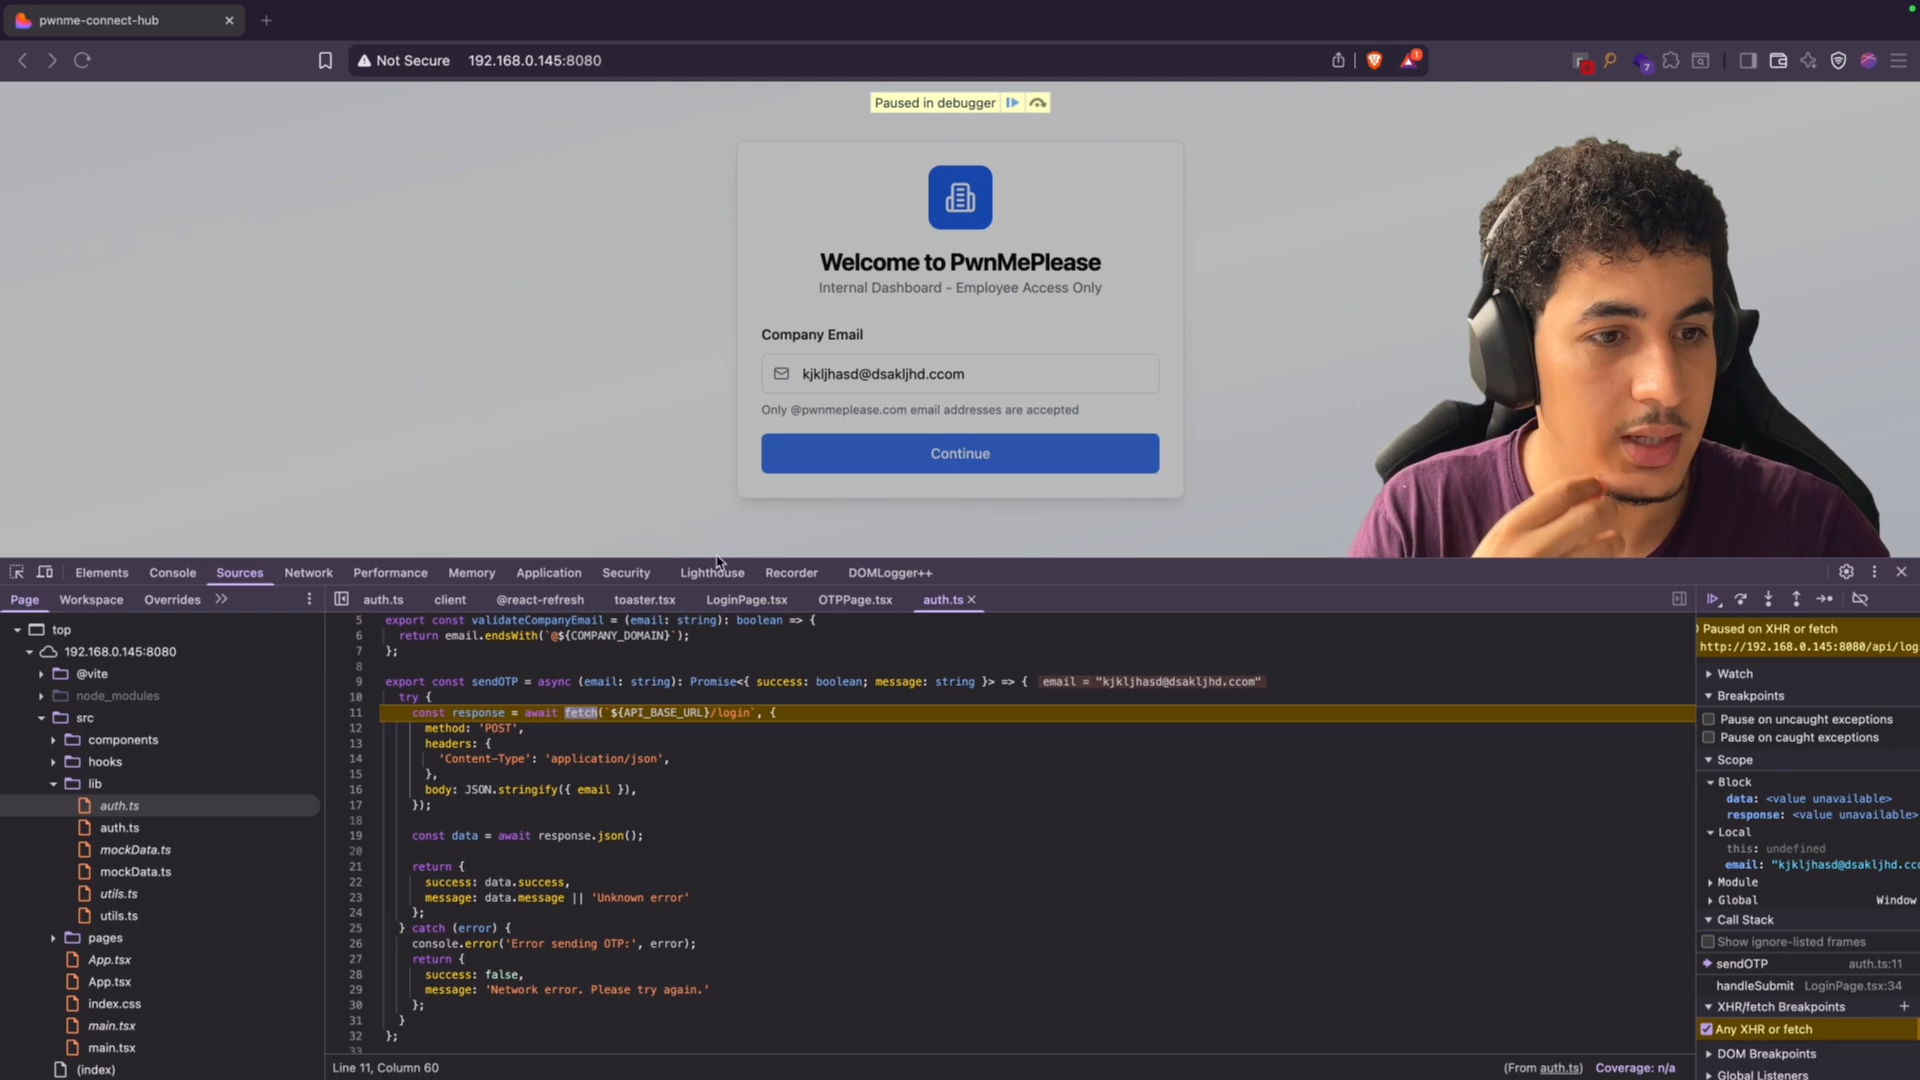 pwnme-connect-hub
Not Secure 192.168.0.145:8080
1
7
Paused in debugger
Welcome to PwnMePlease
Internal Dashboard - Employee Access Only
Company Email
kjkljhasd@dsakljhd.ccom
Only @pwnmeplease.com email addresses are accepted
Continue
Elements Console Sources Network Performance Memory Application Security Lighthouse Recorder DOMLogger++
Page Workspace Overrides
auth.ts client @react-refresh toaster.tsx LoginPage.tsx OTPPage.tsx auth.ts
top
192.168.0.145:8080
@vite
node_modules
src
components
hooks
lib
auth.ts
auth.ts
mockData.ts
mockData.ts
utils.ts
utils.ts
pages
App.tsx
App.tsx
index.css
main.tsx
main.tsx
(index)
5 export const validateCompanyEmail = (email: string): boolean => {
6 return email.endsWith(`@${COMPANY_DOMAIN}`);
7 };
8
9 export const sendOTP = async (email: string): Promise<{ success: boolean; message: string }> => { email = "kjkljhasd@dsakljhd.ccom"
10 try {
11 const response = await fetch(`${API_BASE_URL}/login`, {
12 method: 'POST',
13 headers: {
14 'Content-Type': 'application/json',
15 },
16 body: JSON.stringify({ email }),
17 });
18
19 const data = await response.json();
20
21 return {
22 success: data.success,
23 message: data.message || 'Unknown error'
24 };
25 } catch (error) {
26 console.error('Error sending OTP:', error);
27 return {
28 success: false,
29 message: 'Network error. Please try again.'
30 };
31 }
32 };
33
Line 11, Column 60
(From auth.ts) Coverage: n/a
Paused on XHR or fetch
http://192.168.0.145:8080/api/log
Watch
Breakpoints
Pause on uncaught exceptions
Pause on caught exceptions
Scope
Block
data: <value unavailable>
response: <value unavailable>
Local
this: undefined
email: "kjkljhasd@dsakljhd.cco
Module
Global Window
Call Stack
Show ignore-listed frames
sendOTP auth.ts:11
handleSubmit LoginPage.tsx:34
XHR/fetch Breakpoints
Any XHR or fetch
DOM Breakpoints
Global Listeners